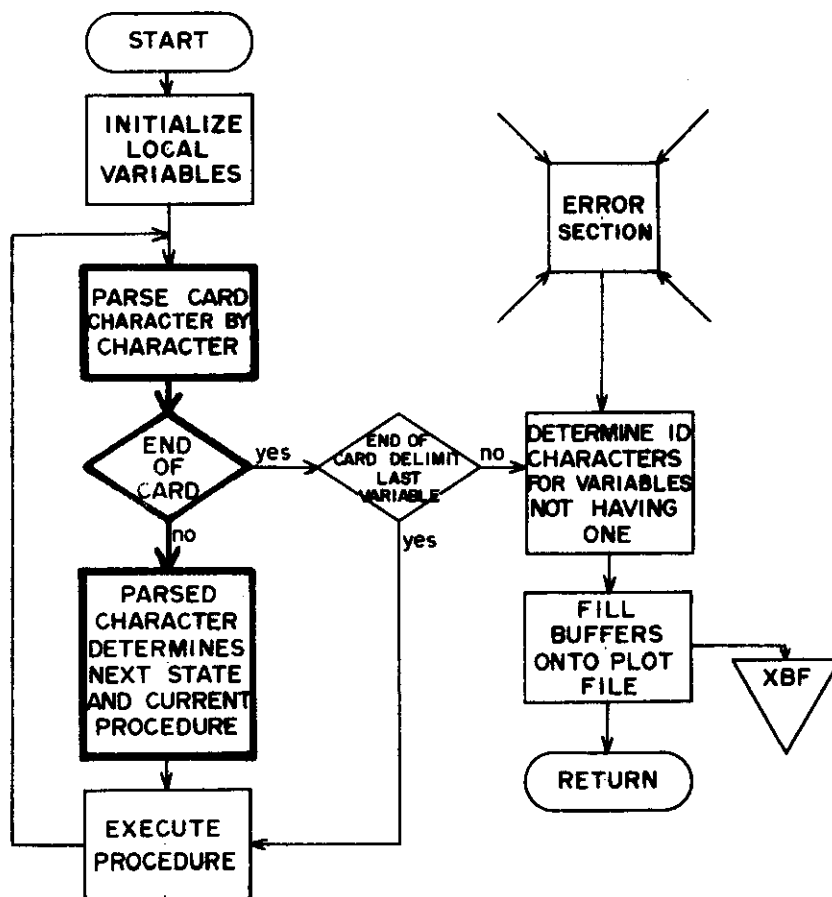 START
INITIALIZE
LOCAL
VARIABLES
PARSE CARD
CHARACTER BY
CHARACTER
END
OF
CARD
yes
no
END OF
CARD DELIMIT
LAST
VARIABLE
no
yes
PARSED
CHARACTER
DETERMINES
NEXT STATE
AND CURRENT
PROCEDURE
EXECUTE
PROCEDURE
ERROR
SECTION
DETERMINE ID
CHARACTERS
FOR VARIABLES
NOT HAVING
ONE
FILL
BUFFERS
ONTO PLOT
FILE
XBF
RETURN